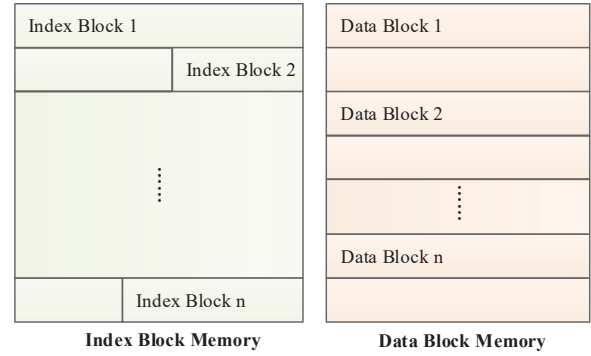 Index Block 1
Index Block 2
Index Block n
Index Block Memory
Data Block 1
Data Block 2
Data Block n
Data Block Memory